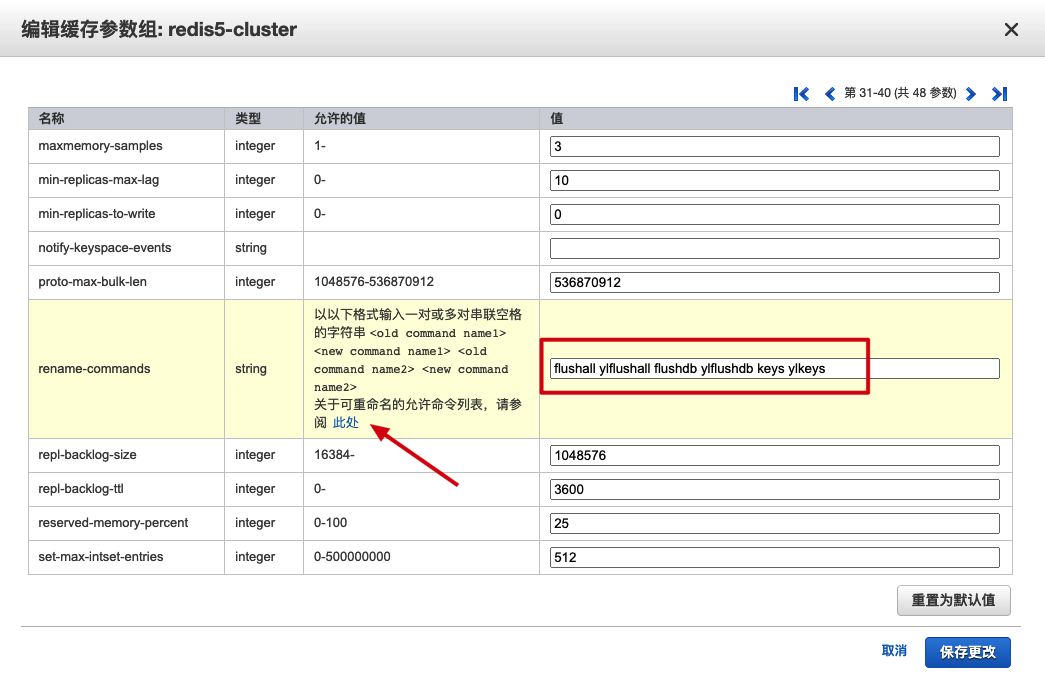 编辑缓存参数组: redis5-cluster
第 31-40 (共 48 参数)
名称 类型 允许的值 值
maxmemory-samples integer 1- 3
min-replicas-max-lag integer 0- 10
min-replicas-to-write integer 0- 0
notify-keyspace-events string
proto-max-bulk-len integer 1048576-536870912 536870912
rename-commands string
以以下格式输入一对或多对串联空格
的字符串 <old command name1>
<new command name1> <old
command name2> <new command
name2>
关于可重命名的允许命令列表，请参
阅 此处
flushall ylflushall flushdb ylflushdb keys ylkeys
repl-backlog-size integer 16384- 1048576
repl-backlog-ttl integer 0- 3600
reserved-memory-percent integer 0-100 25
set-max-intset-entries integer 0-500000000 512
重置为默认值
取消 保存更改